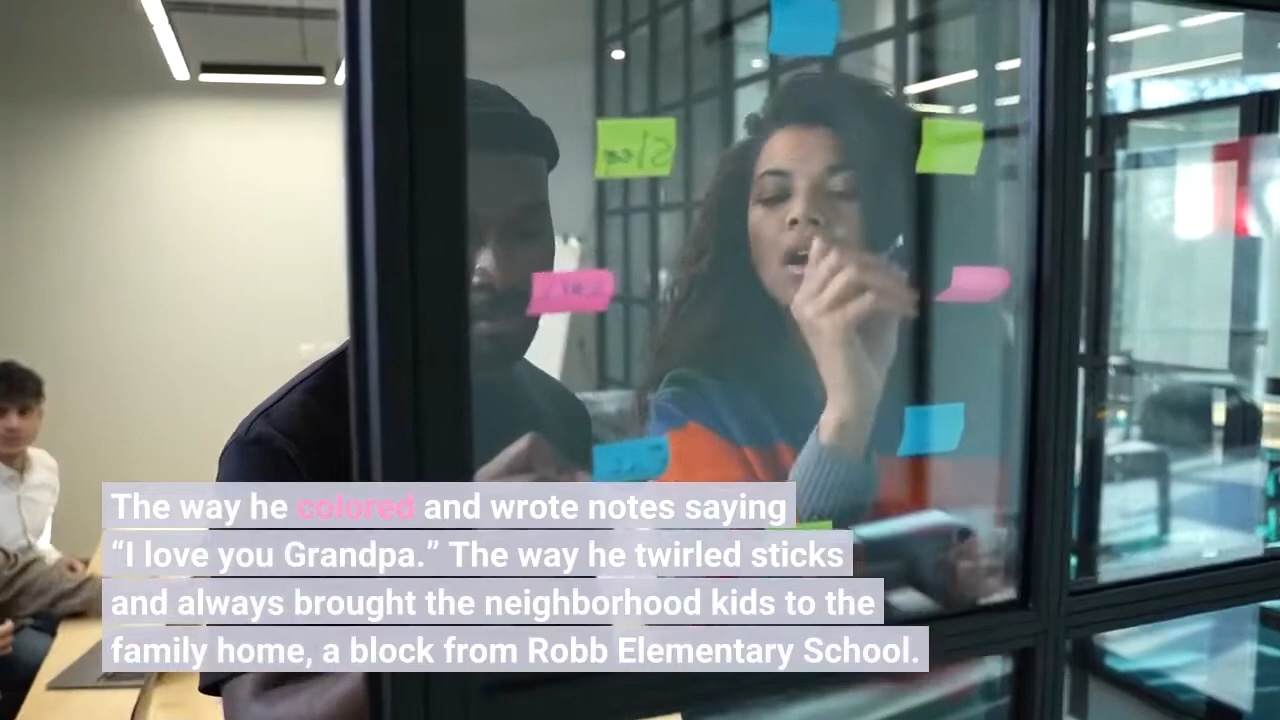 The way he colored and wrote notes saying
“I love you Grandpa.” The way he twirled sticks
and always brought the neighborhood kids to the
family home, a block from Robb Elementary School.